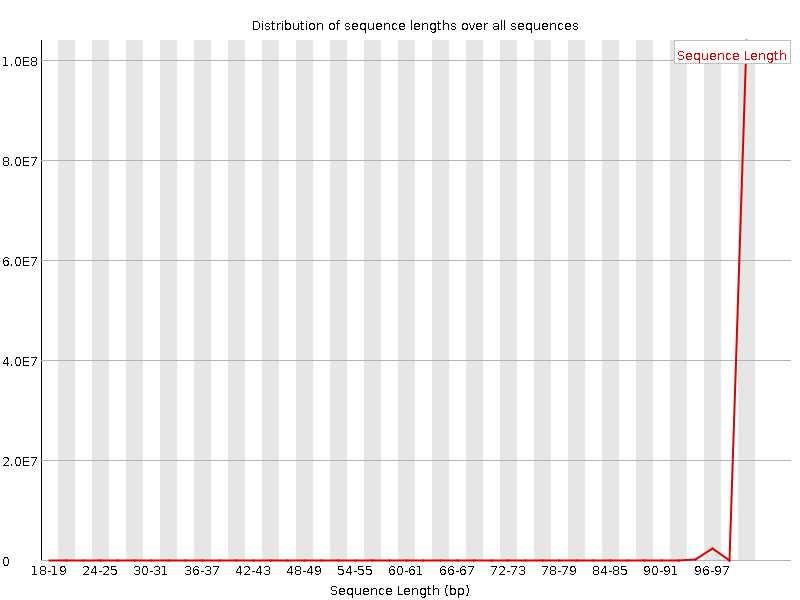 Distribution of sequence lengths over all sequences
Sequence Length
1.0E8
8.0E7
6.0E7
4.0E7
2.0E7
0
18-19 24-25 30-31 36-37 42-43 48-49 54-55 60-61 66-67 72-73 78-79 84-85 90-91 96-97
Sequence Length (bp)